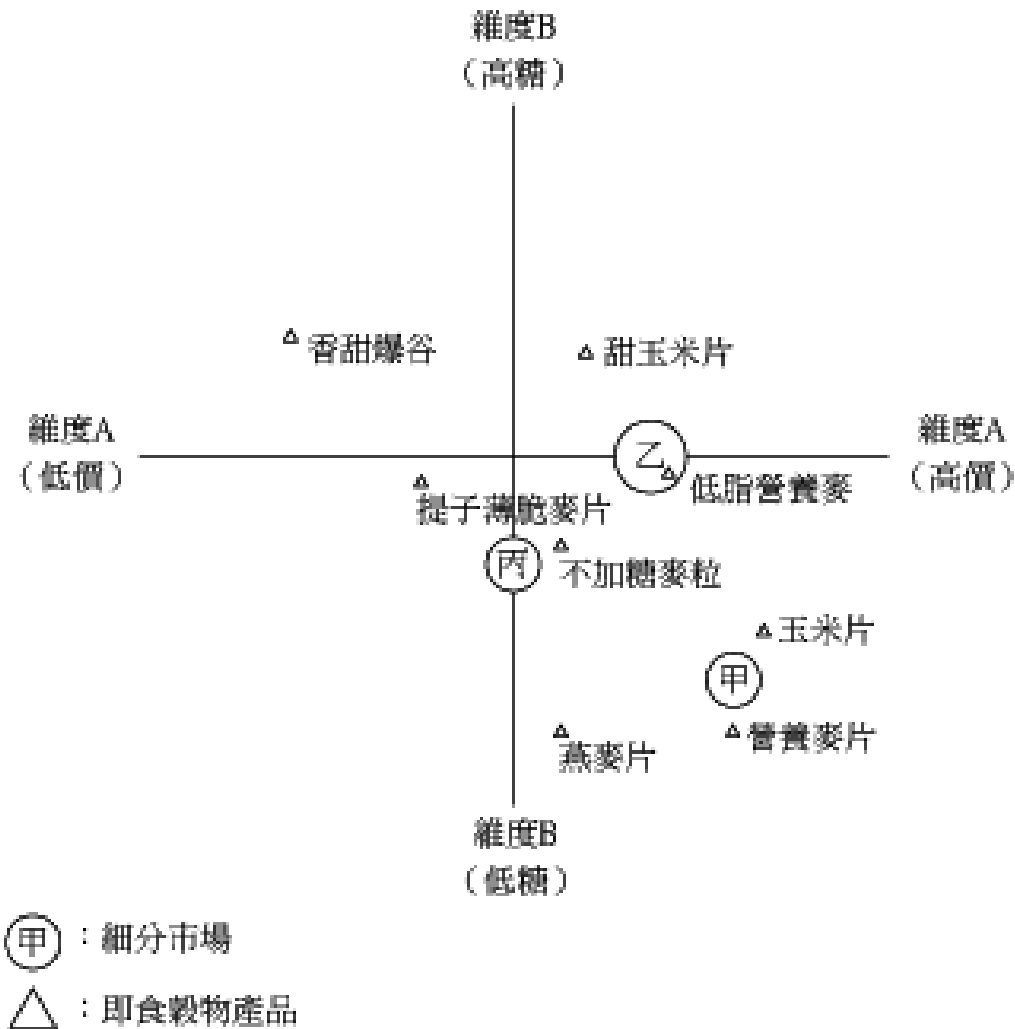 維度B
（高糖）
香甜爆谷
甜玉米片
維度A
（低價）
乙
維度A
（高價）
低脂營養麥
提子薄脆麥片
丙
不加糖麥粒
玉米片
甲
營養麥片
燕麥片
維度B
（低糖）
甲：細分市場
：即食穀物產品